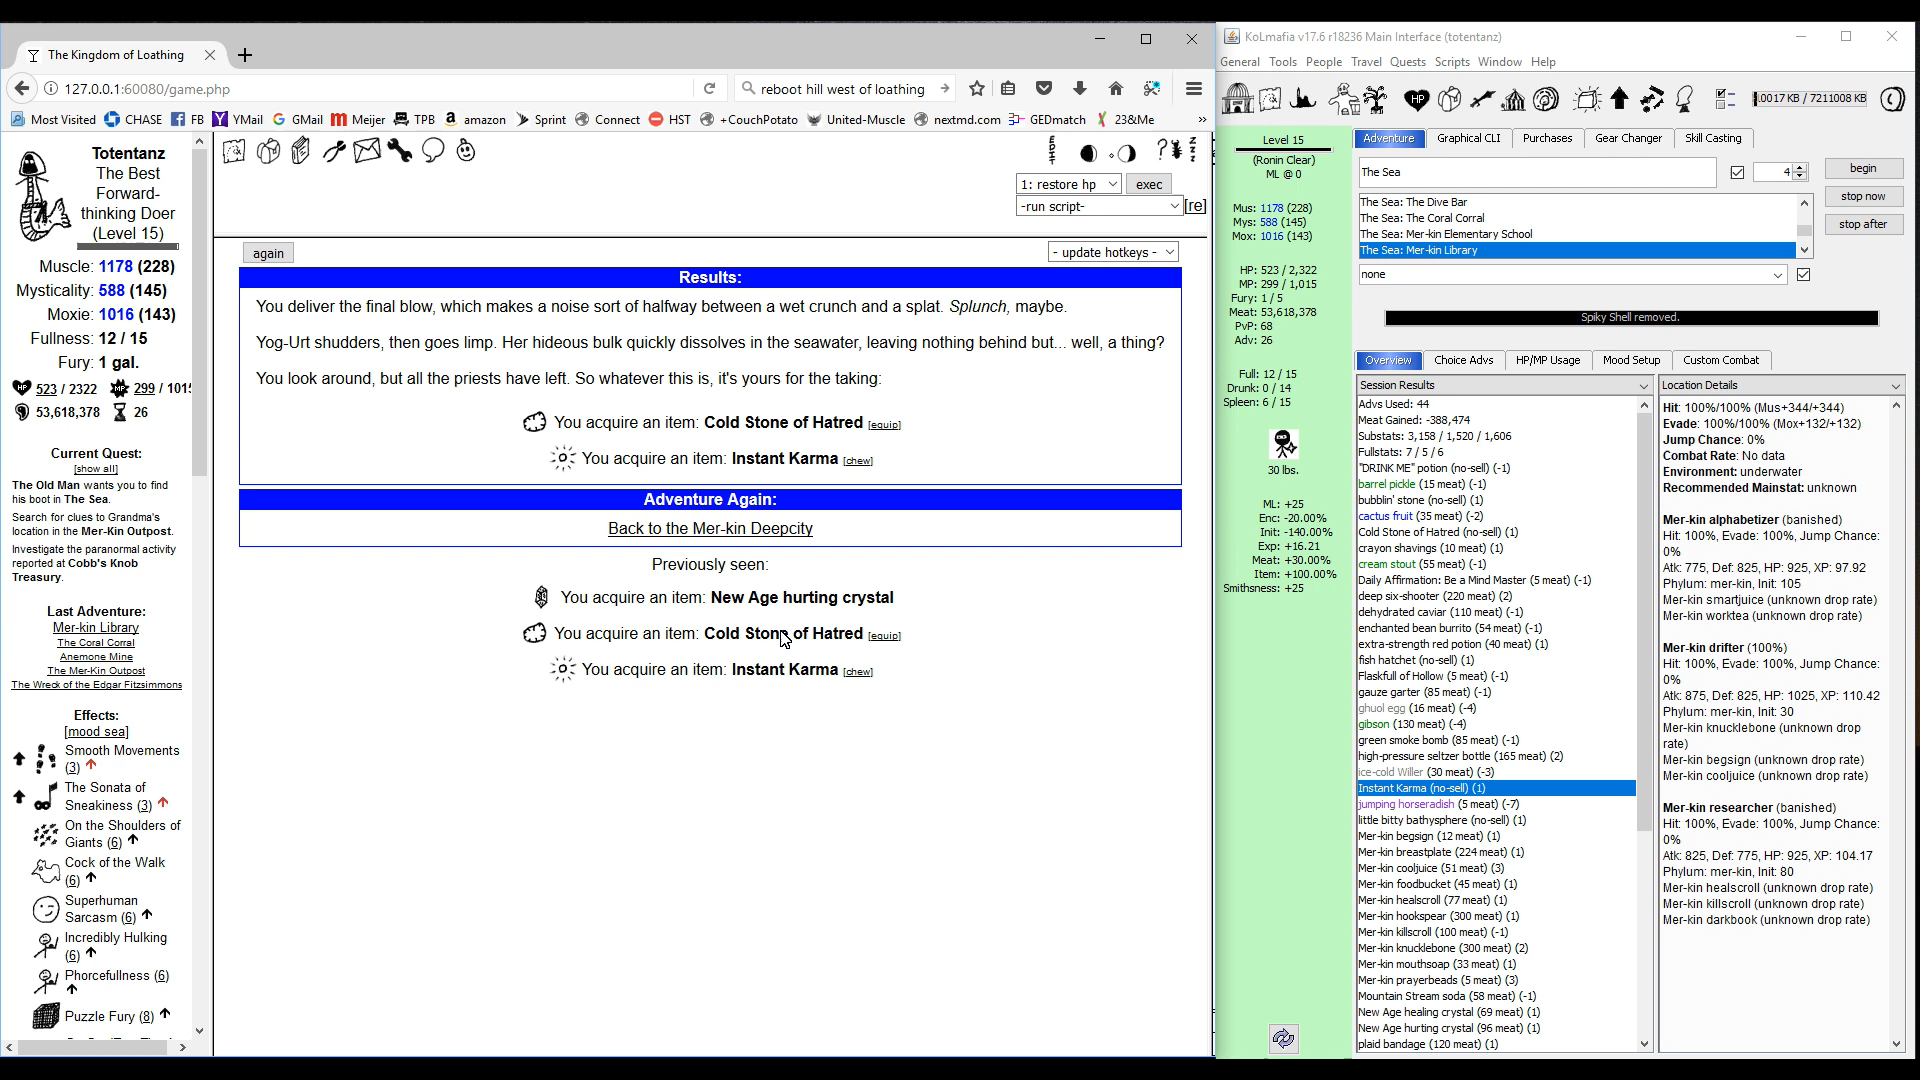 The Kingdom of Loathing
127.0.0.1:60080/game.php
reboot hill west of loathing
Most Visited
CHASE
FB
YMail
GMail
Meijer
TPB
amazon
Sprint
Connect
HST
+CouchPotato
United-Muscle
nextmd.com
GEDmatch
23&Me
»
Totentanz
The Best
Forward-
thinking Doer
(Level 15)
Muscle: 1178 (228)
Mysticality: 588 (145)
Moxie: 1016 (143)
Fullness: 12 / 15
Fury: 1 gal.
523 / 2322
299 / 1015
53,618,378
26
Current Quest:
[show all]
The Old Man wants you to find
his boot in The Sea.
Search for clues to Grandma's
location in the Mer-Kin Outpost.
Investigate the paranormal activity
reported at Cobb's Knob
Treasury.
Last Adventure:
Mer-kin Library
The Coral Corral
Anemone Mine
The Mer-Kin Outpost
The Wreck of the Edgar Fitzsimmons
Effects:
[mood sea]
Smooth Movements
(3)
The Sonata of
Sneakiness (3)
On the Shoulders of
Giants (6)
Cock of the Walk
(6)
Superhuman
Sarcasm (6)
Incredibly Hulking
(6)
Phorcefullness (6)
Puzzle Fury (8)
EDIT
1: restore hp
exec
-run script-
[re]
again
- update hotkeys -
Results:
You deliver the final blow, which makes a noise sort of halfway between a wet crunch and a splat. Splunch, maybe.
Yog-Urt shudders, then goes limp. Her hideous bulk quickly dissolves in the seawater, leaving nothing behind but... well, a thing?
You look around, but all the priests have left. So whatever this is, it's yours for the taking:
You acquire an item: Cold Stone of Hatred [equip]
You acquire an item: Instant Karma [chew]
Adventure Again:
Back to the Mer-kin Deepcity
Previously seen:
You acquire an item: New Age hurting crystal
You acquire an item: Cold Stone of Hatred [equip]
You acquire an item: Instant Karma [chew]
KoLmafia v17.6 r18236 Main Interface (totentanz)
General Tools People Travel Quests Scripts Window Help
HP
.0017 KB / 7211008 KB
Level 15
(Ronin Clear)
ML @ 0
Mus: 1178 (228)
Mys: 588 (145)
Mox: 1016 (143)
HP: 523 / 2,322
MP: 299 / 1,015
Fury: 1 / 5
Meat: 53,618,378
PvP: 68
Adv: 26
Full: 12 / 15
Drunk: 0 / 14
Spleen: 6 / 15
30 lbs.
ML: +25
Enc: -20.00%
Init: -140.00%
Exp: +16.21
Meat: +30.00%
Item: +100.00%
Smithsness: +25
Adventure
Graphical CLI
Purchases
Gear Changer
Skill Casting
The Sea
4
begin
stop now
stop after
The Sea: The Dive Bar
The Sea: The Coral Corral
The Sea: Mer-kin Elementary School
The Sea: Mer-kin Library
none
Spiky Shell removed.
Overview
Choice Advs
HP/MP Usage
Mood Setup
Custom Combat
Session Results
Advs Used: 44
Meat Gained: -388,474
Substats: 3,158 / 1,520 / 1,606
Fullstats: 7 / 5 / 6
"DRINK ME" potion (no-sell) (-1)
barrel pickle (15 meat) (-1)
bubblin' stone (no-sell) (1)
cactus fruit (35 meat) (-2)
Cold Stone of Hatred (no-sell) (1)
crayon shavings (10 meat) (1)
cream stout (55 meat) (-1)
Daily Affirmation: Be a Mind Master (5 meat) (-1)
deep six-shooter (220 meat) (2)
dehydrated caviar (110 meat) (-1)
enchanted bean burrito (54 meat) (-1)
extra-strength red potion (40 meat) (1)
fish hatchet (no-sell) (1)
Flaskfull of Hollow (5 meat) (-1)
gauze garter (85 meat) (-1)
ghuol egg (16 meat) (-4)
gibson (130 meat) (-4)
green smoke bomb (85 meat) (-1)
high-pressure seltzer bottle (165 meat) (2)
ice-cold Willer (30 meat) (-3)
Instant Karma (no-sell) (1)
jumping horseradish (5 meat) (-7)
little bitty bathysphere (no-sell) (1)
Mer-kin begsign (12 meat) (1)
Mer-kin breastplate (224 meat) (1)
Mer-kin cooljuice (51 meat) (3)
Mer-kin foodbucket (45 meat) (1)
Mer-kin healscroll (77 meat) (1)
Mer-kin hookspear (300 meat) (1)
Mer-kin killscroll (100 meat) (-1)
Mer-kin knucklebone (300 meat) (2)
Mer-kin mouthsoap (33 meat) (1)
Mer-kin prayerbeads (5 meat) (3)
Mountain Stream soda (58 meat) (-1)
New Age healing crystal (69 meat) (1)
New Age hurting crystal (96 meat) (1)
plaid bandage (120 meat) (1)
Location Details
Hit: 100%/100% (Mus+344/+344)
Evade: 100%/100% (Mox+132/+132)
Jump Chance: 0%
Combat Rate: No data
Environment: underwater
Recommended Mainstat: unknown
Mer-kin alphabetizer (banished)
Hit: 100%, Evade: 100%, Jump Chance:
0%
Atk: 775, Def: 825, HP: 925, XP: 97.92
Phylum: mer-kin, Init: 105
Mer-kin smartjuice (unknown drop rate)
Mer-kin worktea (unknown drop rate)
Mer-kin drifter (100%)
Hit: 100%, Evade: 100%, Jump Chance:
0%
Atk: 875, Def: 825, HP: 1025, XP: 110.42
Phylum: mer-kin, Init: 30
Mer-kin knucklebone (unknown drop
rate)
Mer-kin begsign (unknown drop rate)
Mer-kin cooljuice (unknown drop rate)
Mer-kin researcher (banished)
Hit: 100%, Evade: 100%, Jump Chance:
0%
Atk: 825, Def: 775, HP: 925, XP: 104.17
Phylum: mer-kin, Init: 80
Mer-kin healscroll (unknown drop rate)
Mer-kin killscroll (unknown drop rate)
Mer-kin darkbook (unknown drop rate)